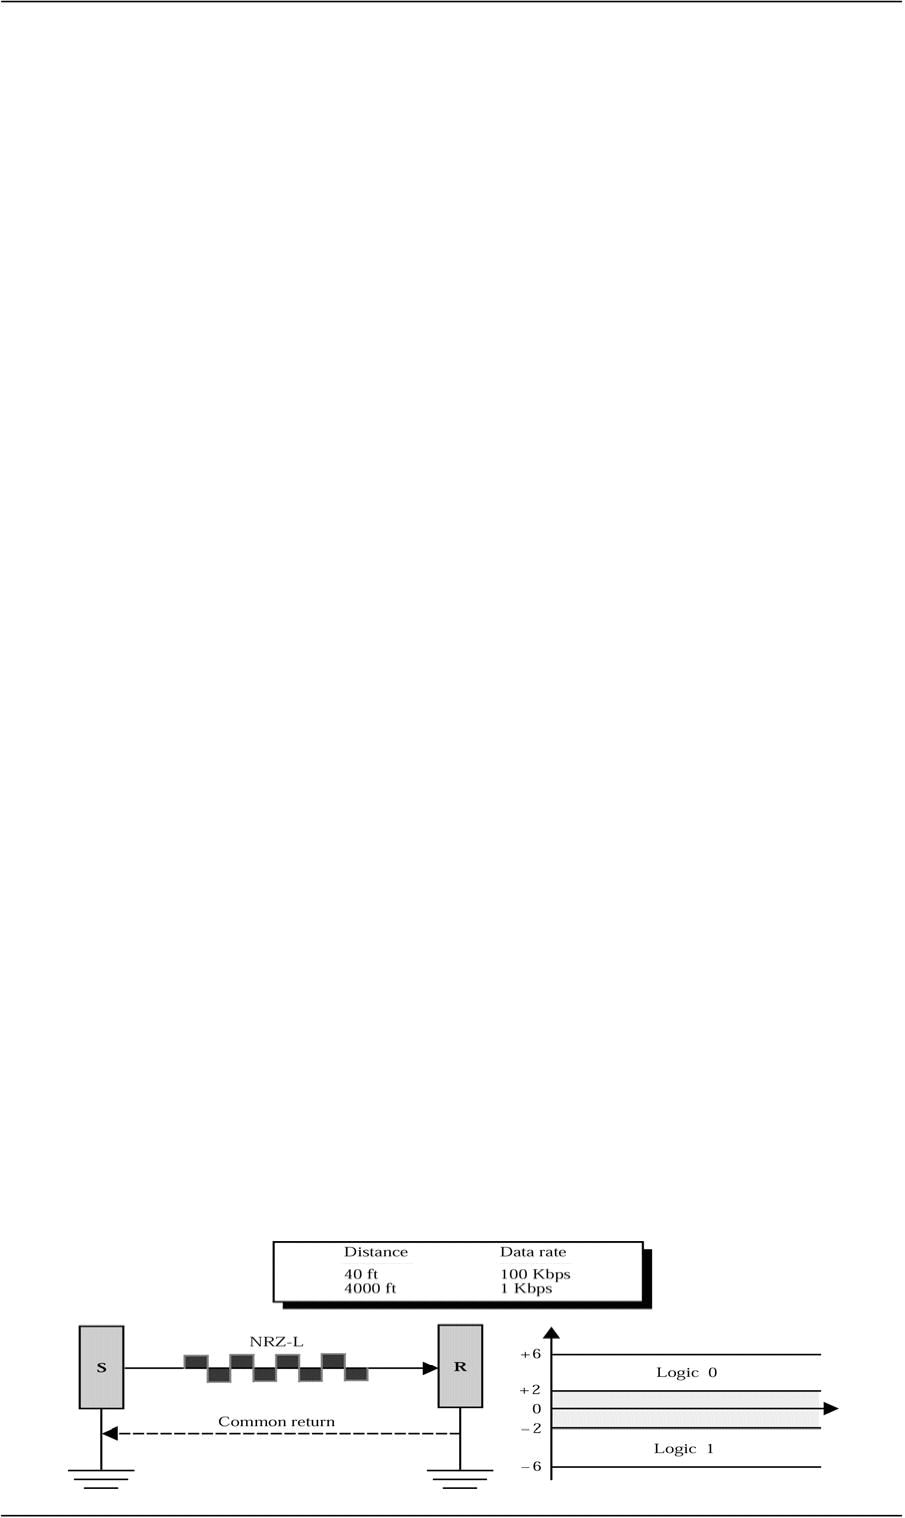 Distance Data rate
40 ft 100 Kbps
4000 ft 1 Kbps
NRZ-L
S
R
Common return
+6
Logic 0
+2
0
−2
Logic 1
−6